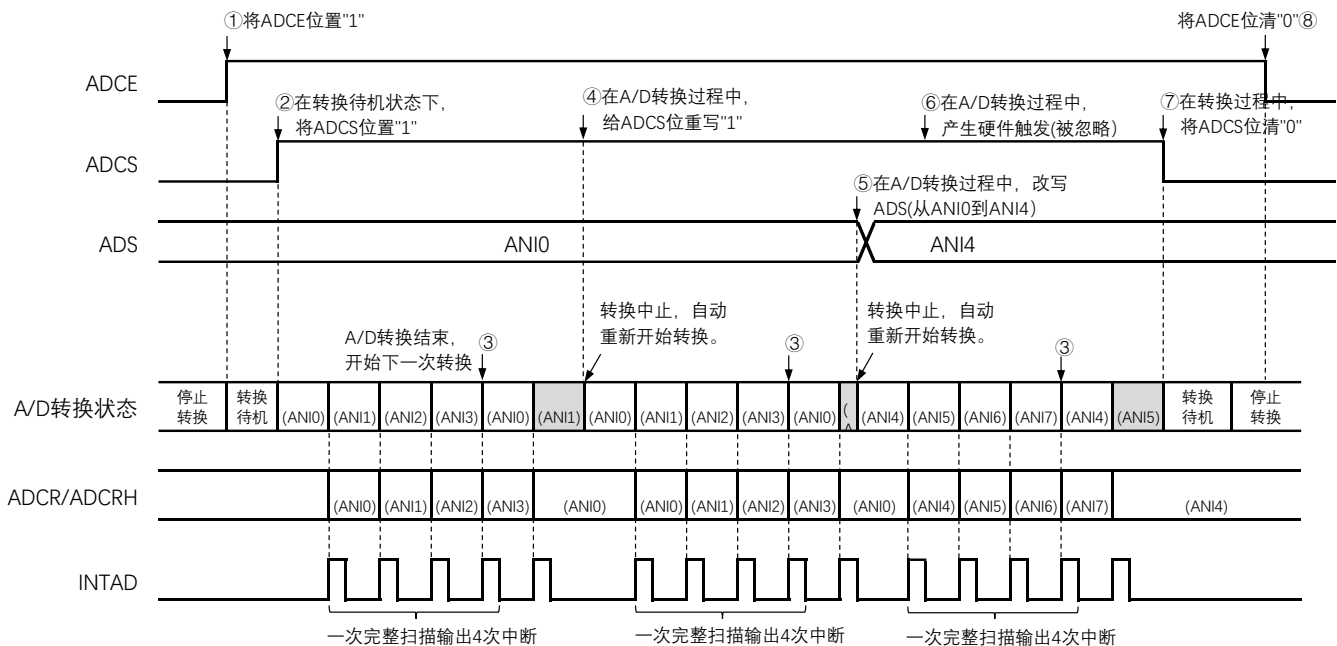 ①将ADCE位置"1"
将ADCE位清"0"⑧
ADCE
②在转换待机状态下，
将ADCS位置"1"
④在A/D转换过程中，
给ADCS位重写"1"
⑥在A/D转换过程中，
产生硬件触发(被忽略）
⑦在转换过程中，
将ADCS位清"0"
ADCS
⑤在A/D转换过程中，改写
ADS(从ANI0到ANI4）
ADS
ANI0
ANI4
A/D转换结束，
开始下一次转换
③
转换中止，自动
重新开始转换。
③
转换中止，自动
重新开始转换。
③
A/D转换状态
停止
转换
转换
待机
(ANI0) (ANI1) (ANI2) (ANI3) (ANI0) (ANI1) (ANI0) (ANI1) (ANI2) (ANI3) (ANI0) (ANI4) (ANI5) (ANI6) (ANI7) (ANI4) (ANI5)
转换
待机
停止
转换
ADCR/ADCRH
(ANI0) (ANI1) (ANI2) (ANI3) (ANI0) (ANI0) (ANI1) (ANI2) (ANI3) (ANI0) (ANI4) (ANI5) (ANI6) (ANI7) (ANI4)
INTAD
一次完整扫描输出4次中断
一次完整扫描输出4次中断
一次完整扫描输出4次中断